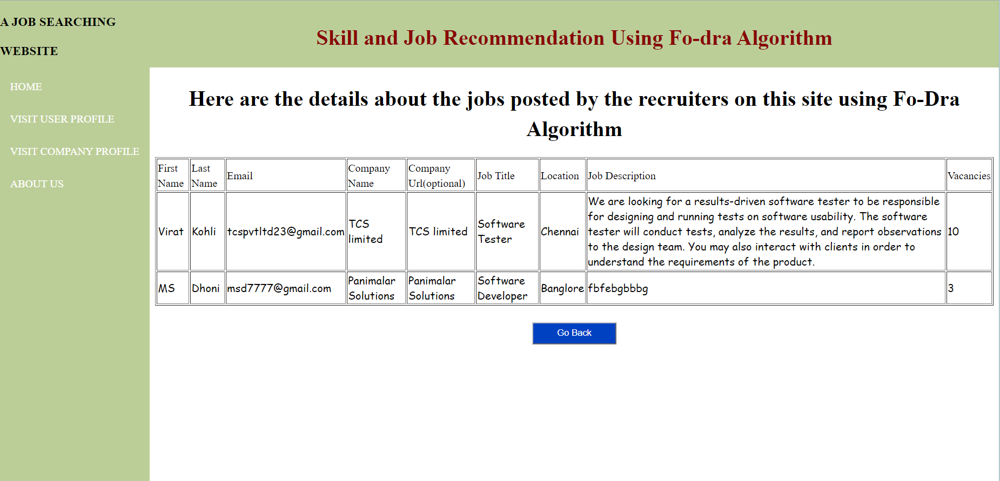 A JOB SEARCHING
WEBSITE
Skill and Job Recommendation Using Fo-dra Algorithm
HOME
VISIT USER PROFILE
VISIT COMPANY PROFILE
ABOUT US
Here are the details about the jobs posted by the recruiters on this site using Fo-Dra
Algorithm
First
Name
Last
Name
Email
Company
Name
Company
Url(optional)
Job Title
Location
Job Description
Vacancies
Virat
Kohli
tcspvtltd23@gmail.com
TCS
limited
TCS limited
Software
Tester
Chennai
We are looking for a results-driven software tester to be responsible
for designing and running tests on software usability. The software
tester will conduct tests, analyze the results, and report observations
to the design team. You may also interact with clients in order to
understand the requirements of the product.
10
MS
Dhoni
msd7777@gmail.com
Panimalar
Solutions
Panimalar
Solutions
Software
Developer
Banglore
fbfebgbbbg
3
Go Back